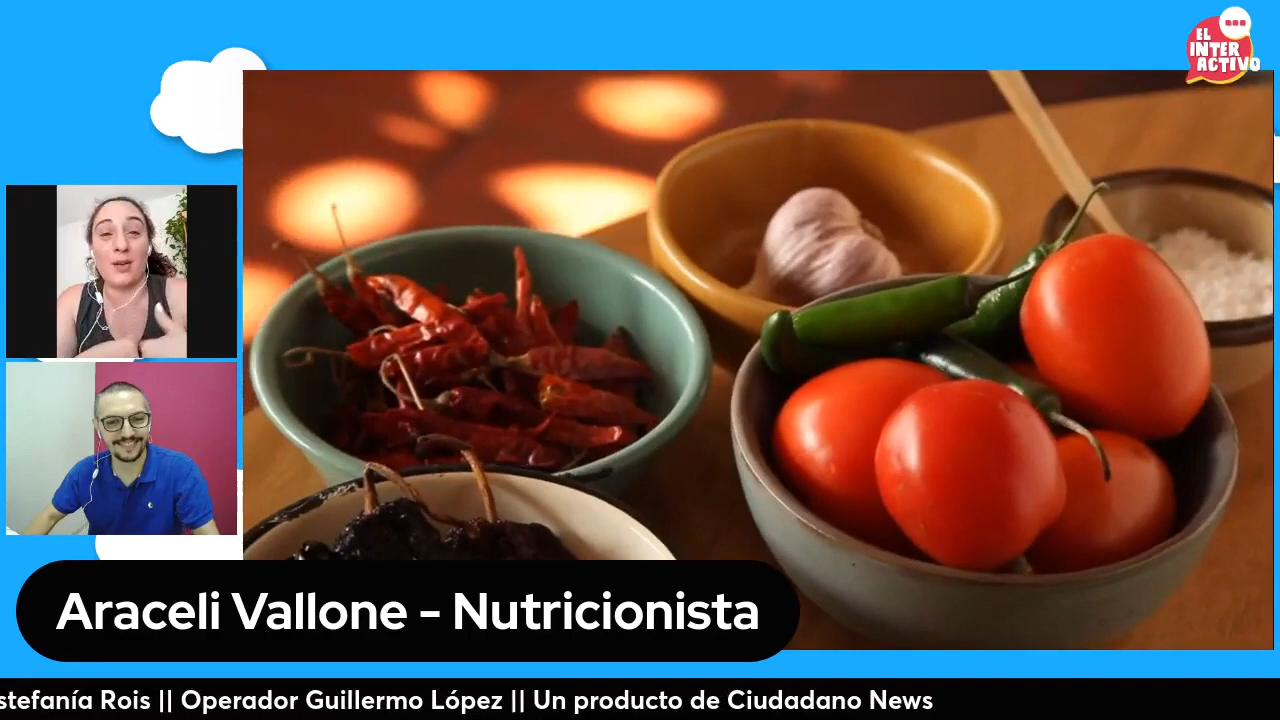 EL
INTER
ACTIVO
Araceli Vallone - Nutricionista
stefanía Rois || Operador Guillermo López || Un producto de Ciudadano News